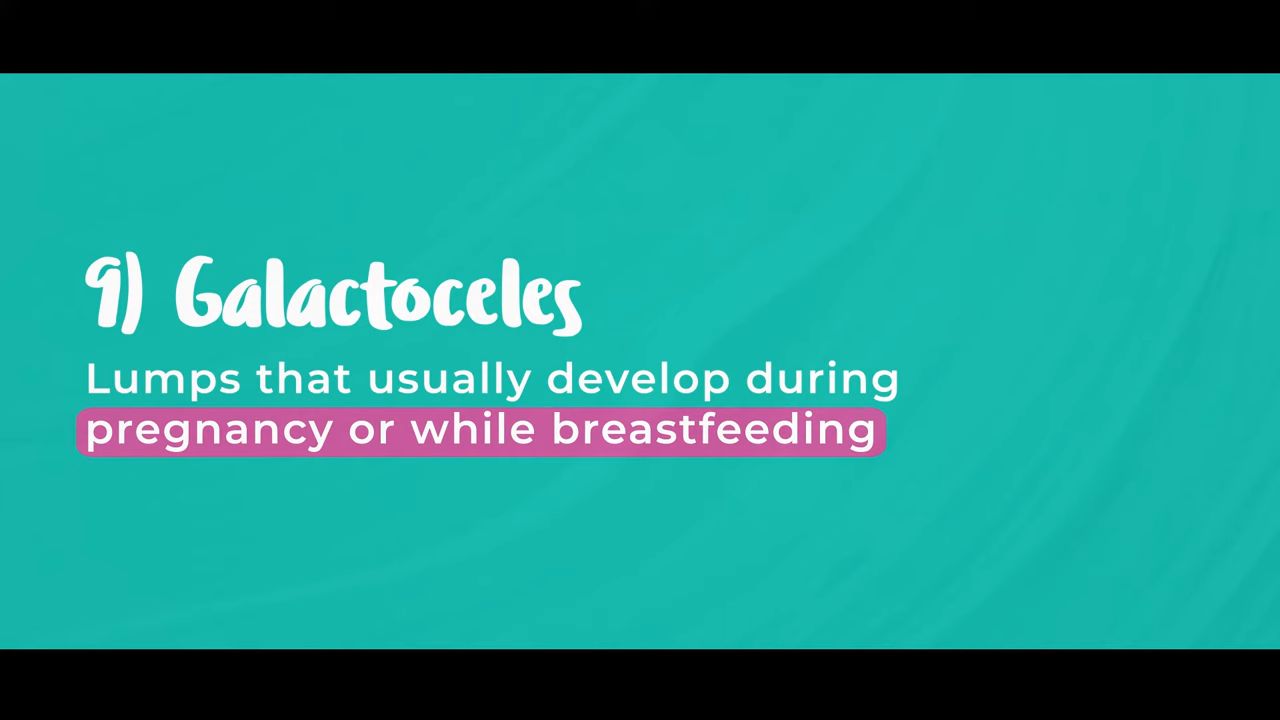 9) Galactoceles
Lumps that usually develop during
pregnancy or while breastfeeding